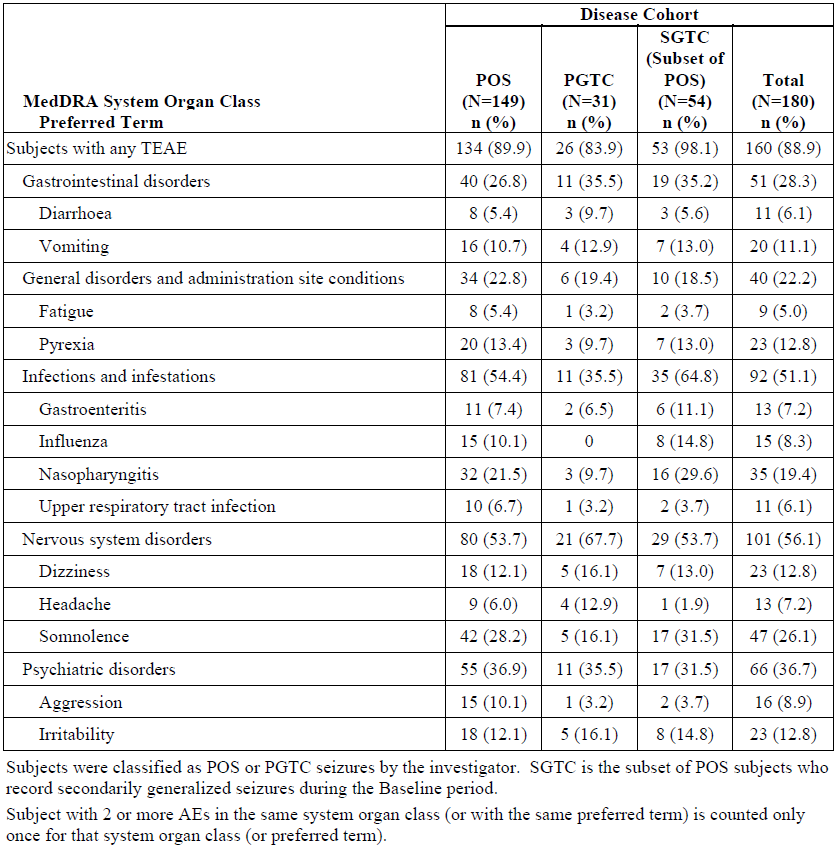 Disease Cohort
MedDRA System Organ Class
Preferred Term
POS
(N=149)
n (%)
PGTC
(N=31)
n (%)
SGTC
(Subset of
POS)
(N=54)
n (%)
Total
(N=180)
n (%)
Subjects with any TEAE 134 (89.9) 26 (83.9) 53 (98.1) 160 (88.9)
Gastrointestinal disorders 40 (26.8) 11 (35.5) 19 (35.2) 51 (28.3)
Diarrhoea 8 (5.4) 3 (9.7) 3 (5.6) 11 (6.1)
Vomiting 16 (10.7) 4 (12.9) 7 (13.0) 20 (11.1)
General disorders and administration site conditions 34 (22.8) 6 (19.4) 10 (18.5) 40 (22.2)
Fatigue 8 (5.4) 1 (3.2) 2 (3.7) 9 (5.0)
Pyrexia 20 (13.4) 3 (9.7) 7 (13.0) 23 (12.8)
Infections and infestations 81 (54.4) 11 (35.5) 35 (64.8) 92 (51.1)
Gastroenteritis 11 (7.4) 2 (6.5) 6 (11.1) 13 (7.2)
Influenza 15 (10.1) 0 8 (14.8) 15 (8.3)
Nasopharyngitis 32 (21.5) 3 (9.7) 16 (29.6) 35 (19.4)
Upper respiratory tract infection 10 (6.7) 1 (3.2) 2 (3.7) 11 (6.1)
Nervous system disorders 80 (53.7) 21 (67.7) 29 (53.7) 101 (56.1)
Dizziness 18 (12.1) 5 (16.1) 7 (13.0) 23 (12.8)
Headache 9 (6.0) 4 (12.9) 1 (1.9) 13 (7.2)
Somnolence 42 (28.2) 5 (16.1) 17 (31.5) 47 (26.1)
Psychiatric disorders 55 (36.9) 11 (35.5) 17 (31.5) 66 (36.7)
Aggression 15 (10.1) 1 (3.2) 2 (3.7) 16 (8.9)
Irritability 18 (12.1) 5 (16.1) 8 (14.8) 23 (12.8)
Subjects were classified as POS or PGTC seizures by the investigator. SGTC is the subset of POS subjects who
record secondarily generalized seizures during the Baseline period.
Subject with 2 or more AEs in the same system organ class (or with the same preferred term) is counted only
once for that system organ class (or preferred term).